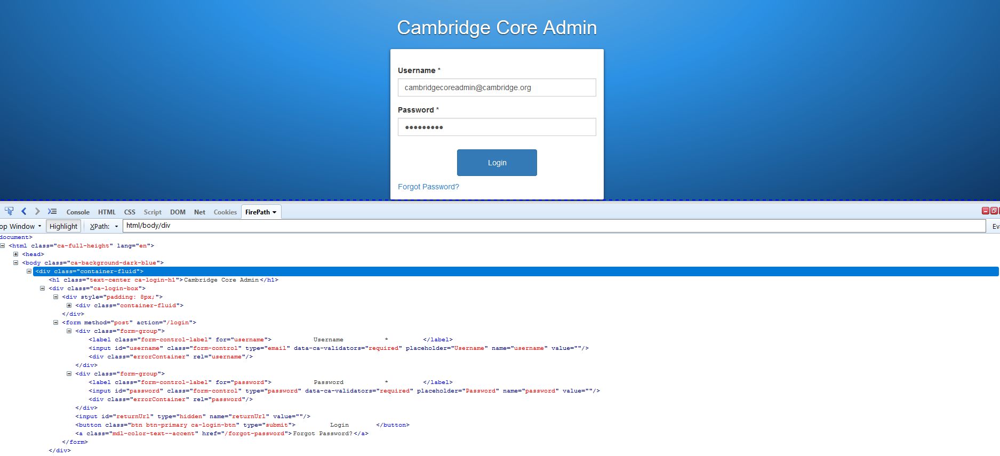 Cambridge Core Admin
Username *
cambridgecoreadmin@cambridge.org
Password *
●●●●●●●●●
Login
Forgot Password?
Console HTML CSS Script DOM Net Cookies FirePath
op Window Highlight XPath: html/body/div Ev
document>
<html class="ca-full-height" lang="en">
<head>
<body class="ca-background-dark-blue">
<div class="container-fluid">
<h1 class="text-center ca-login-h1">Cambridge Core Admin</h1>
<div class="ca-login-box">
<div style="padding: 8px;">
<div class="container-fluid">
</div>
<form method="post" action="/login">
<div class="form-group">
<label class="form-control-label" for="username"> Username * </label>
<input id="username" class="form-control" type="email" data-ca-validators="required" placeholder="Username" name="username" value=""/>
<div class="errorContainer" rel="username"/>
</div>
<div class="form-group">
<label class="form-control-label" for="password"> Password * </label>
<input id="password" class="form-control" type="password" data-ca-validators="required" placeholder="Password" name="password" value=""/>
<div class="errorContainer" rel="password"/>
</div>
<input id="returnUrl" type="hidden" name="returnUrl" value=""/>
<button class="btn btn-primary ca-login-btn" type="submit"> Login </button>
<a class="mdl-color-text--accent" href="/forgot-password">Forgot Password?</a>
</form>
</div>